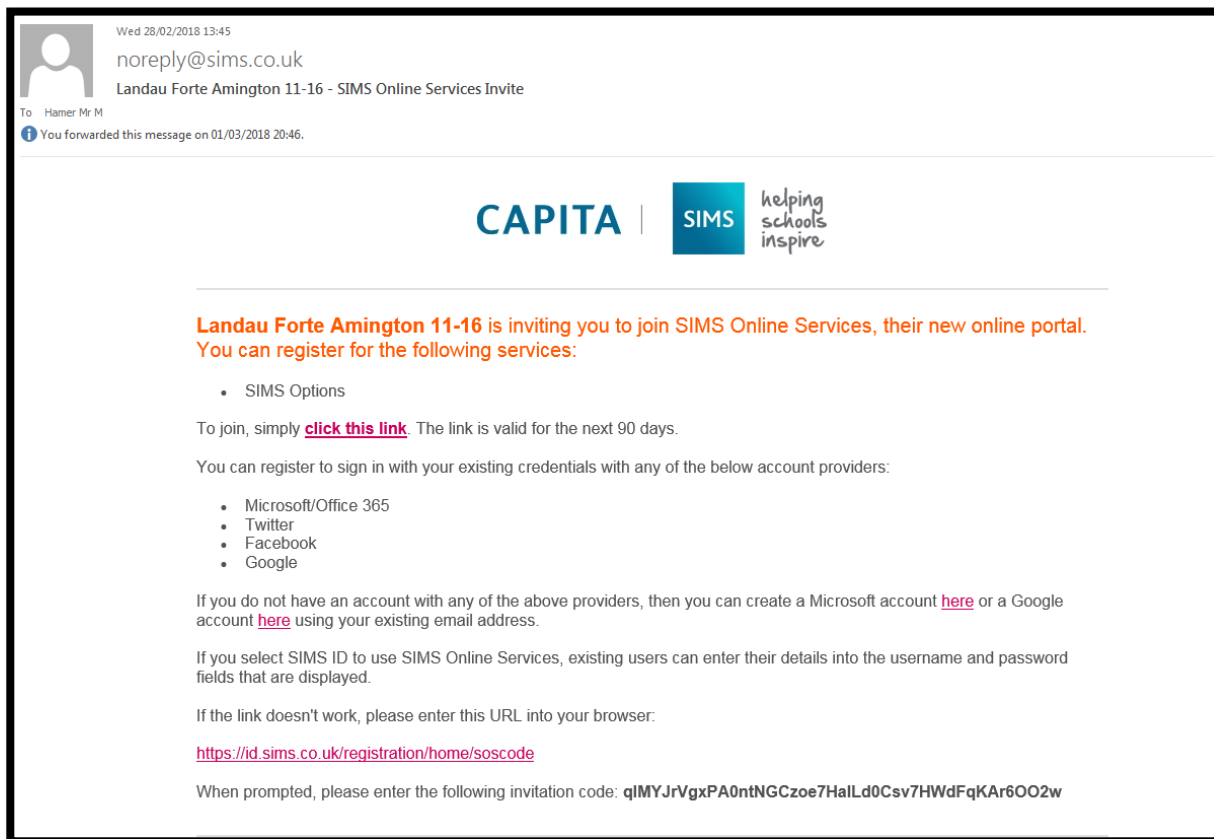 Wed 28/02/2018 13:45
noreply@sims.co.uk
Landau Forte Amington 11-16 - SIMS Online Services Invite
To Hamer Mr M
You forwarded this message on 01/03/2018 20:46.
CAPITA
SIMS
helping
schools
inspire
Landau Forte Amington 11-16 is inviting you to join SIMS Online Services, their new online portal.
You can register for the following services:
• SIMS Options
To join, simply click this link. The link is valid for the next 90 days.
You can register to sign in with your existing credentials with any of the below account providers:
• Microsoft/Office 365
• Twitter
• Facebook
• Google
If you do not have an account with any of the above providers, then you can create a Microsoft account here or a Google
account here using your existing email address.
If you select SIMS ID to use SIMS Online Services, existing users can enter their details into the username and password
fields that are displayed.
If the link doesn't work, please enter this URL into your browser:
https://id.sims.co.uk/registration/home/soscode
When prompted, please enter the following invitation code: qIMYJrVgxPA0ntNGCzoe7HaILd0Csv7HWdFqKAr6OO2w